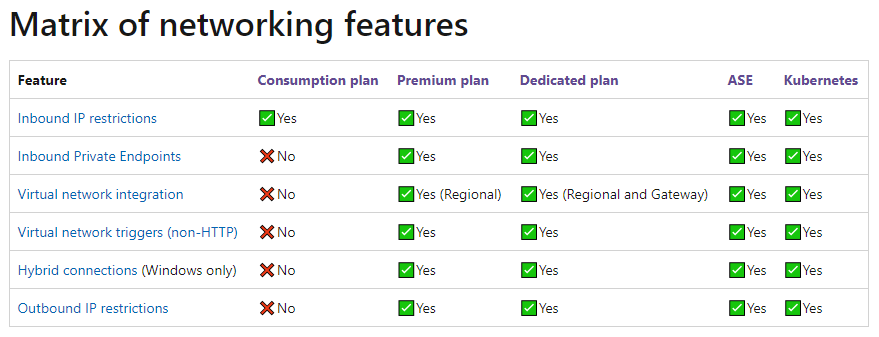 Matrix of networking features
Feature Consumption plan Premium plan Dedicated plan ASE Kubernetes
Inbound IP restrictions Yes Yes Yes Yes Yes
Inbound Private Endpoints No Yes Yes Yes Yes
Virtual network integration No Yes (Regional) Yes (Regional and Gateway) Yes Yes
Virtual network triggers (non-HTTP) No Yes Yes Yes Yes
Hybrid connections (Windows only) No Yes Yes Yes Yes
Outbound IP restrictions No Yes Yes Yes Yes